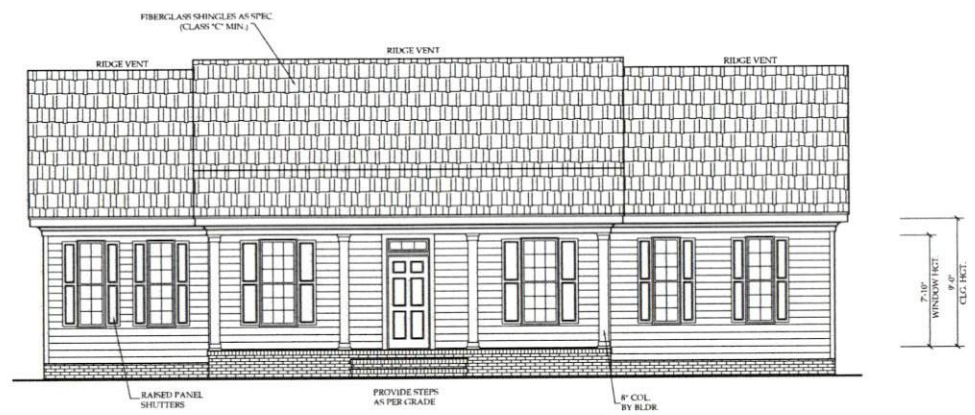 FIBERGLASS SHINGLES AS SPEC.
(CLASS "C" MIN.)
RIDGE VENT
RIDGE VENT
RIDGE VENT
7'-10"
WINDOW HGT.
9'-0"
CLG. HGT.
RAISED PANEL
SHUTTERS
PROVIDE STEPS
AS PER GRADE
8" COL.
BY BLDR.